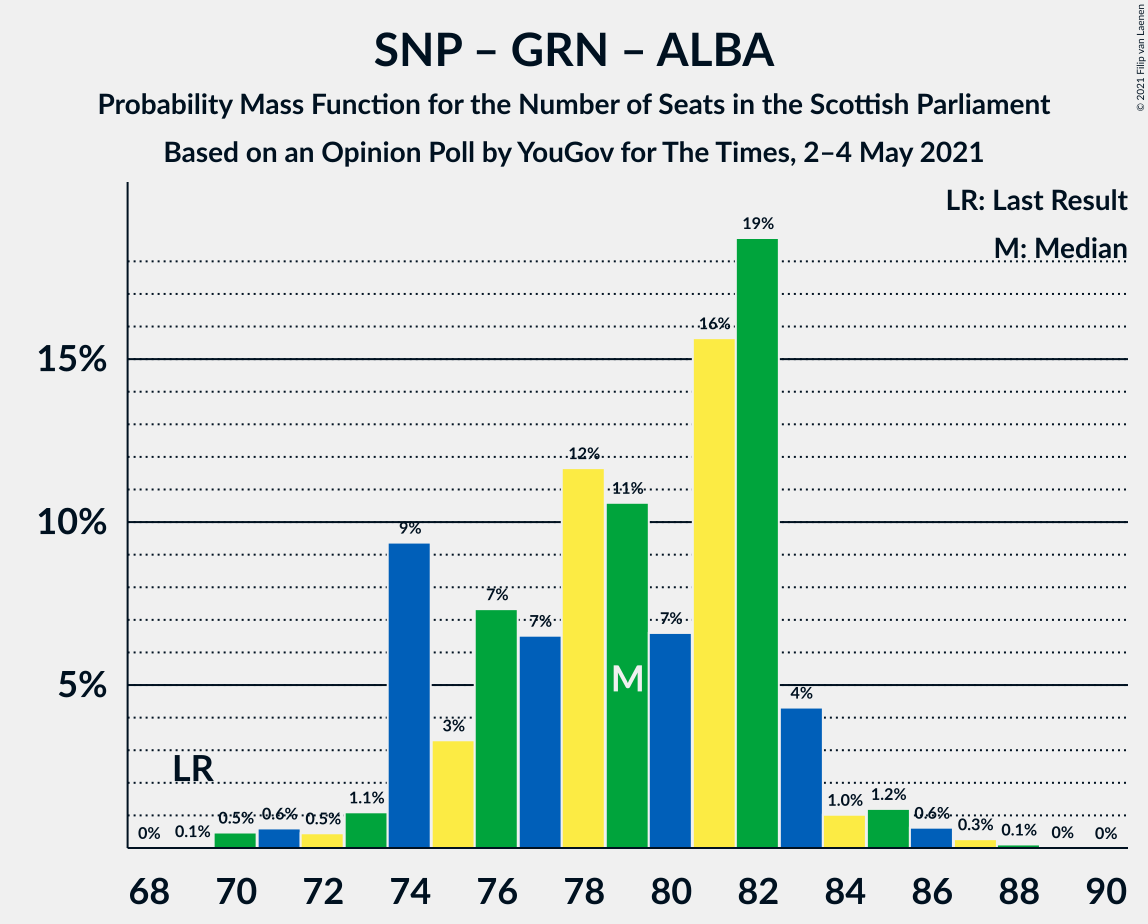 SNP – GRN – ALBA
Probability Mass Function for the Number of Seats in the Scottish Parliament
Based on an Opinion Poll by YouGov for The Times, 2–4 May 2021
© 2021 Filip van Laenen
LR: Last Result
M: Median
15%
10%
5%
0%
0.1%
0.5%
0.6%
0.5%
1.1%
9%
3%
7%
7%
12%
11%
7%
16%
19%
4%
1.0%
1.2%
0.6%
0.3%
0.1%
0%
0%
LR
M
68 70 72 74 76 78 80 82 84 86 88 90